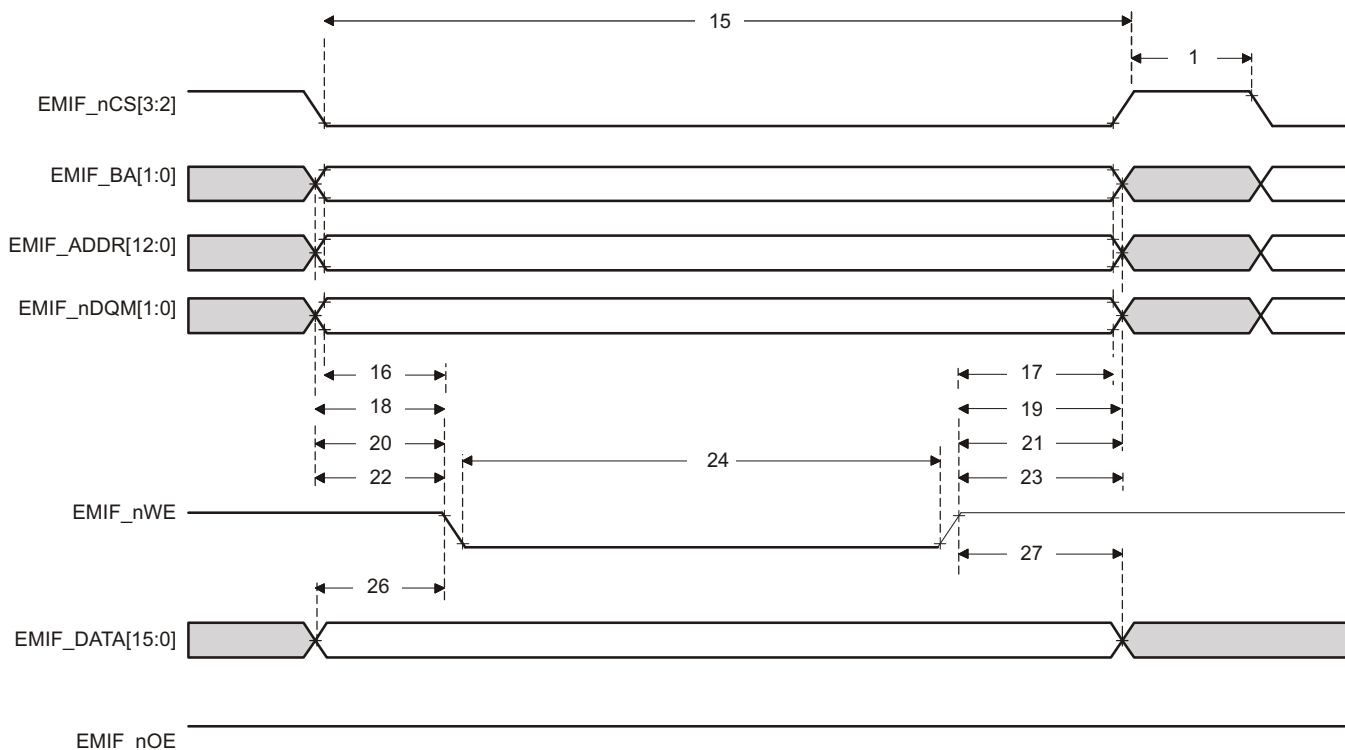 15
1
EMIF_nCS[3:2]
EMIF_BA[1:0]
EMIF_ADDR[12:0]
EMIF_nDQM[1:0]
16 17
18 19
20 21
24
22 23
EMIF_nWE
27
26
EMIF_DATA[15:0]
EMIF_nOE